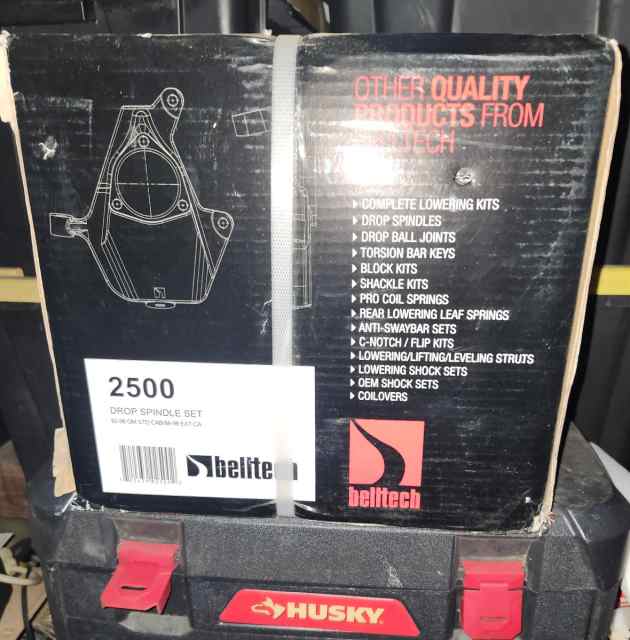 OTHER QUALITY
PRODUCTS FROM
BELLTECH
COMPLETE LOWERING KITS
DROP SPINDLES
DROP BALL JOINTS
TORSION BAR KEYS
BLOCK KITS
SHACKLE KITS
PRO COIL SPRINGS
REAR LOWERING LEAF SPRINGS
ANTI-SWAYBAR SETS
C-NOTCH / FLIP KITS
LOWERING/LIFTING/LEVELING STRUTS
LOWERING SHOCK SETS
OEM SHOCK SETS
COILOVERS
2500
DROP SPINDLE SET
belltech
belltech
HUSKY